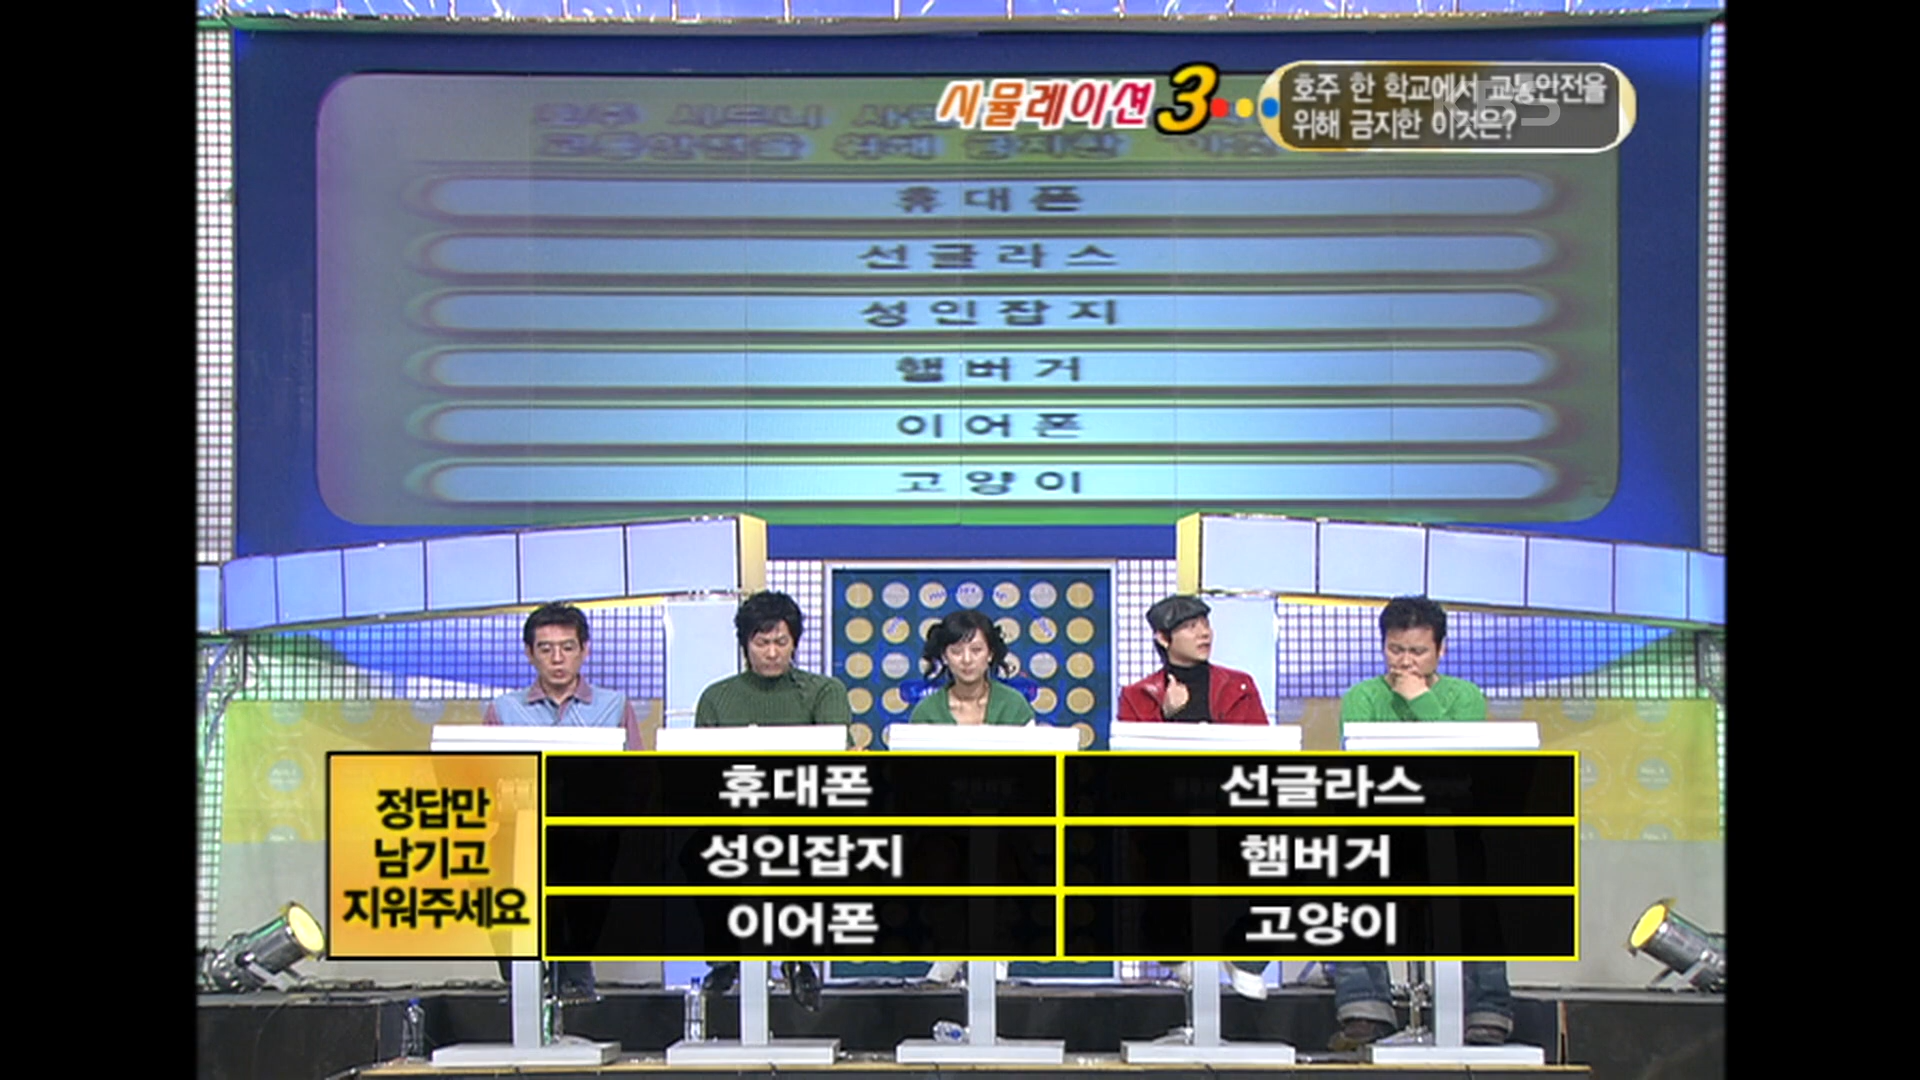 시뮬레이션 3
호주 한 학교에서 교통안전을
위해 금지한 이것은?
KBS
휴대폰
선글라스
성인잡지
햄버거
이어폰
고양이
정답만
남기고
지워주세요
휴대폰
선글라스
성인잡지
햄버거
이어폰
고양이